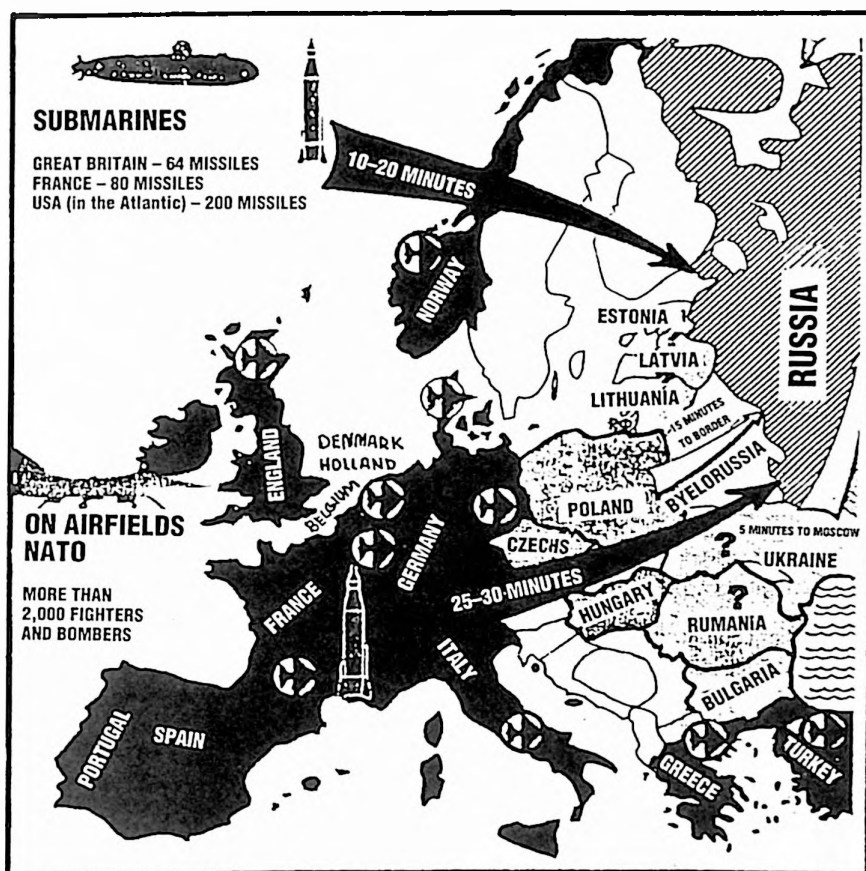 SUBMARINES
GREAT BRITAIN – 64 MISSILES
FRANCE – 80 MISSILES
USA (in the Atlantic) – 200 MISSILES
10–20 MINUTES
NORWAY
RUSSIA
ESTONIA
LATVIA
LITHUANIA
15 MINUTES
TO BORDER
DENMARK
HOLLAND
BELGIUM
ENGLAND
POLAND
BYELORUSSIA
ON AIRFIELDS
NATO
MORE THAN
2,000 FIGHTERS
AND BOMBERS
GERMANY
CZECHS
5 MINUTES TO MOSCOW
?
UKRAINE
25–30 MINUTES
FRANCE
HUNGARY
?
RUMANIA
ITALY
BULGARIA
PORTUGAL
SPAIN
GREECE
TURKEY